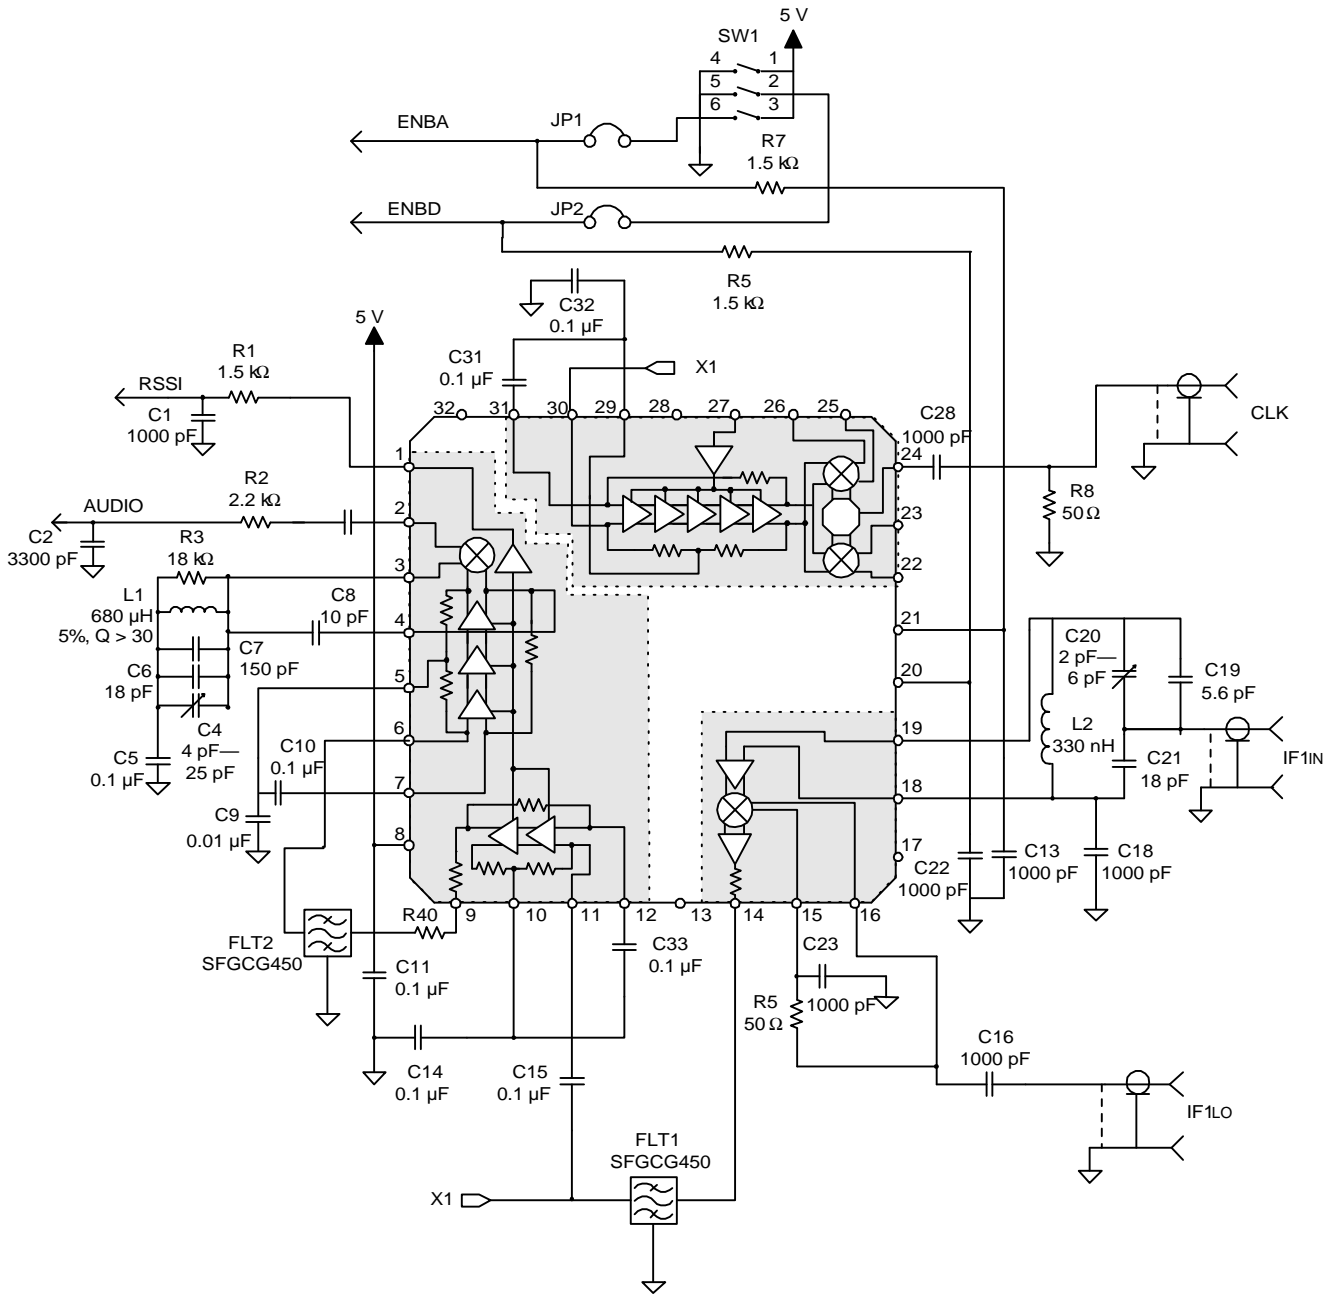 5 V
SW1
4 1
5 2
6 3
ENBA
JP1
R7
1.5 kΩ
ENBD
JP2
R5
1.5 kΩ
C32
0.1 µF
5 V
R1
1.5 kΩ
C31
0.1 µF
X1
RSSI
C1
1000 pF
32 31 30 29 28 27 26 25
C28
1000 pF
CLK
1
24
R2
2.2 kΩ
R8
50 Ω
AUDIO
2
23
C2
3300 pF
R3
18 kΩ
3
22
L1
680 µH
5%, Q > 30
C8
10 pF
4
21
C7
150 pF
C6
18 pF
C20
2 pF—
6 pF
C19
5.6 pF
5
20
C4
4 pF—
25 pF
L2
330 nH
6
19
IF1IN
C5
0.1 µF
C10
0.1 µF
C21
18 pF
7
18
C9
0.01 µF
8
17
C22
1000 pF
C13
1000 pF
C18
1000 pF
R40
9 10 11 12 13 14 15 16
FLT2
SFGCG450
C33
0.1 µF
C23
1000 pF
C11
0.1 µF
R5
50 Ω
C16
1000 pF
C14
0.1 µF
C15
0.1 µF
IF1LO
FLT1
SFGCG450
X1